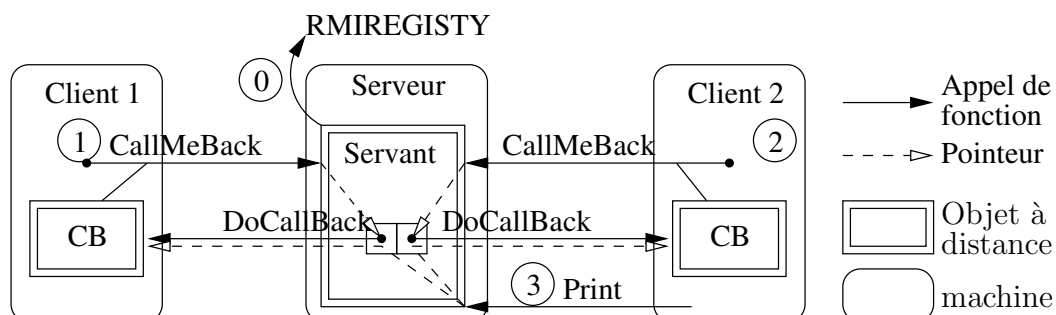 RMIREGISTY
0
Client 1
Serveur
Client 2
Appel de
fonction
1
CallMeBack
Servant
CallMeBack
2
Pointeur
DoCallBack
DoCallBack
CB
CB
Objet à
distance
3
Print
machine